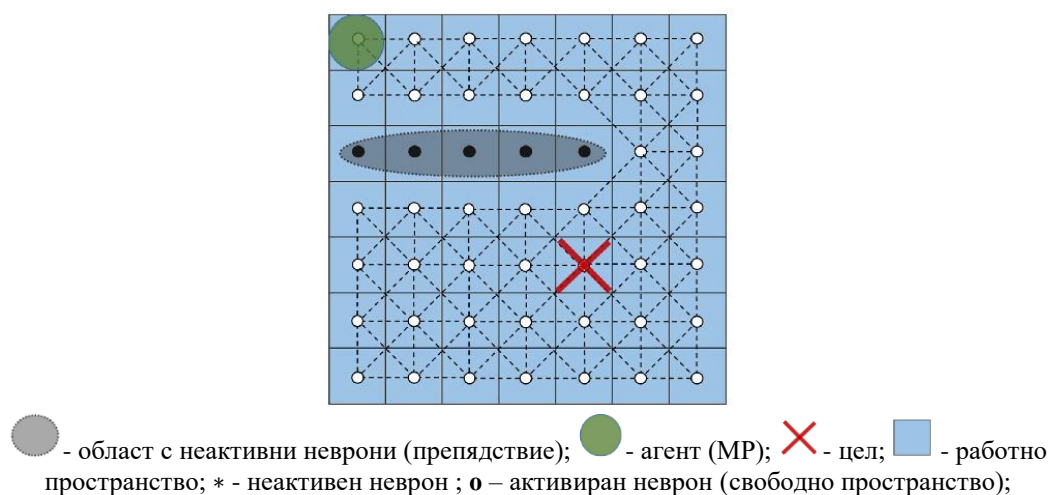 - област с неактивни неврони (препядствие); - агент (МР); - цел; - работно
пространство; * - неактивен неврон ; о – активиран неврон (свободно пространство);